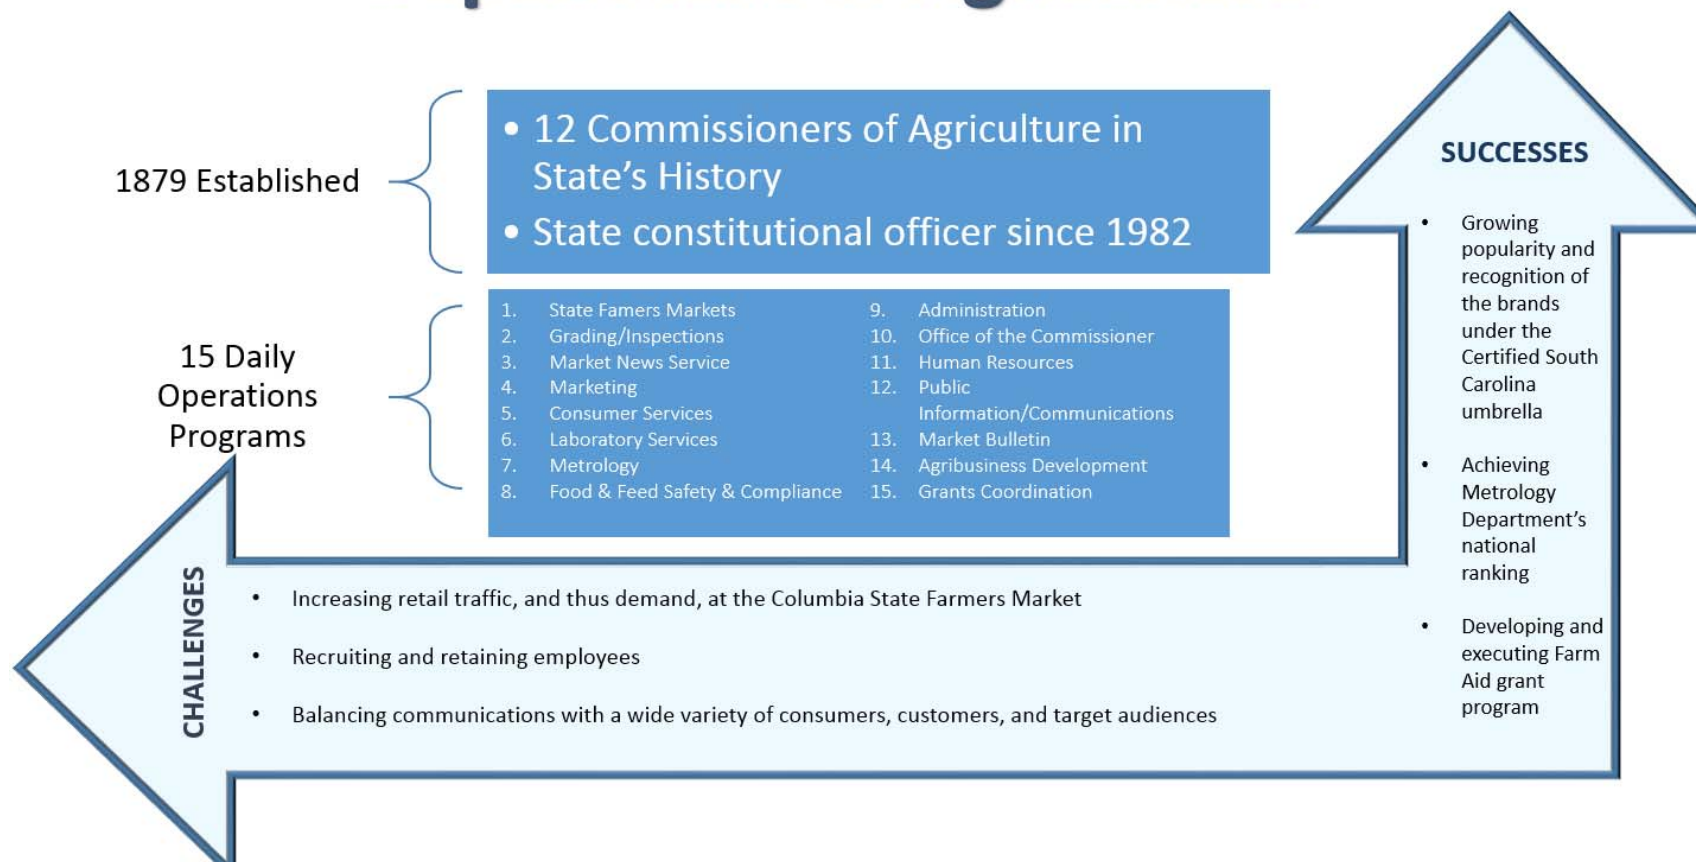 1879 Established
• 12 Commissioners of Agriculture in
State's History
• State constitutional officer since 1982
15 Daily
Operations
Programs
1. State Famers Markets
2. Grading/Inspections
3. Market News Service
4. Marketing
5. Consumer Services
6. Laboratory Services
7. Metrology
8. Food & Feed Safety & Compliance
9. Administration
10. Office of the Commissioner
11. Human Resources
12. Public
Information/Communications
13. Market Bulletin
14. Agribusiness Development
15. Grants Coordination
SUCCESSES
• Growing
popularity and
recognition of
the brands
under the
Certified South
Carolina
umbrella
• Achieving
Metrology
Department's
national
ranking
• Developing and
executing Farm
Aid grant
program
CHALLENGES
• Increasing retail traffic, and thus demand, at the Columbia State Farmers Market
• Recruiting and retaining employees
• Balancing communications with a wide variety of consumers, customers, and target audiences